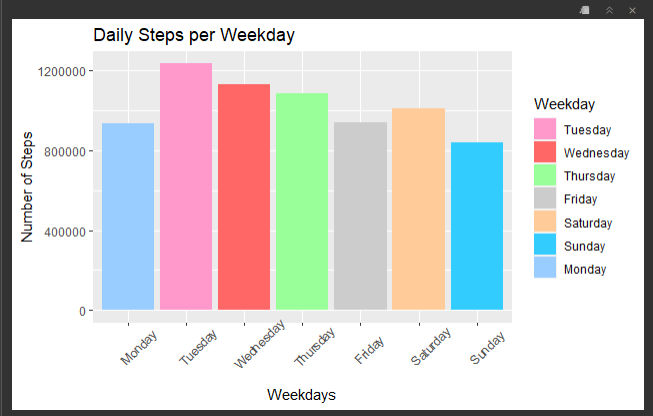 Daily Steps per Weekday
Number of Steps
1200000
800000
400000
0
Monday
Tuesday
Wednesday
Thursday
Friday
Saturday
Sunday
Weekdays
Weekday
Tuesday
Wednesday
Thursday
Friday
Saturday
Sunday
Monday